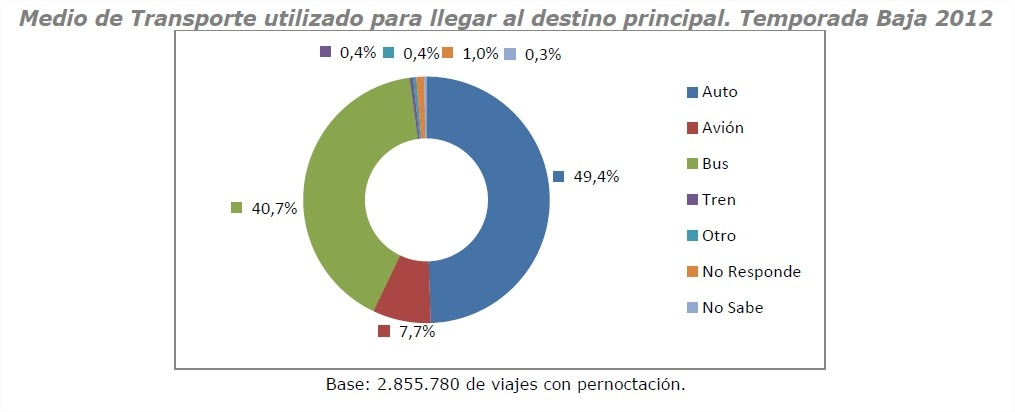 Medio de Transporte utilizado para llegar al destino principal. Temporada Baja 2012
0,4%
0,4%
1,0%
0,3%
49,4%
40,7%
7,7%
Auto
Avión
Bus
Tren
Otro
No Responde
No Sabe
Base: 2.855.780 de viajes con pernoctación.